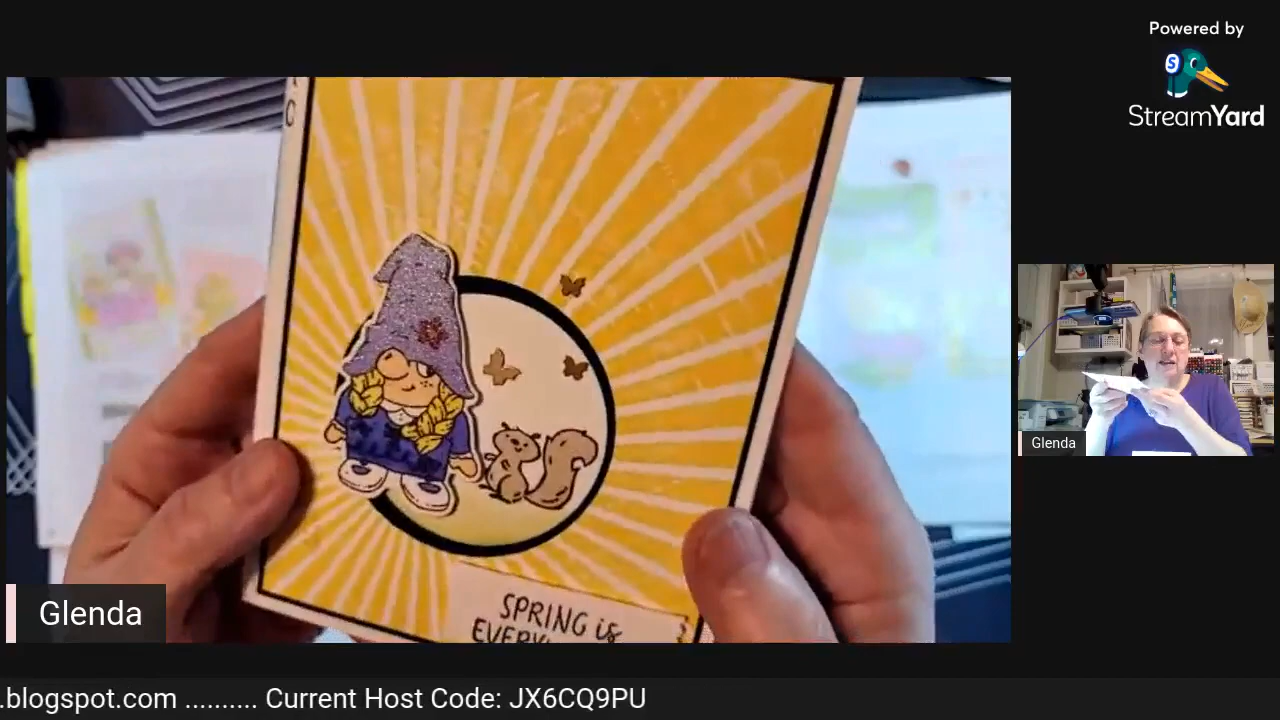 Powered by
S
StreamYard
C
SPRING is
Glenda
Glenda
.blogspot.com .......... Current Host Code: JX6CQ9PU